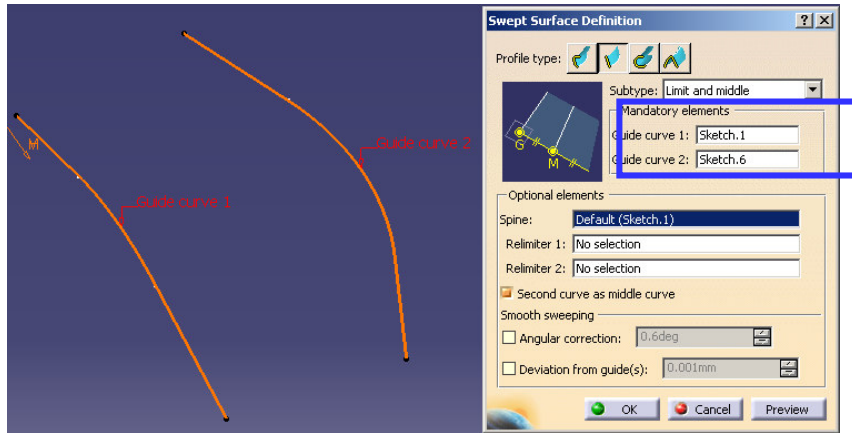 M
Guide curve 1
Guide curve 2
Swept Surface Definition
Profile type:
Subtype: Limit and middle
G M
Mandatory elements
Guide curve 1: Sketch.1
Guide curve 2: Sketch.6
Optional elements
Spine: Default (Sketch.1)
Relimiter 1: No selection
Relimiter 2: No selection
Second curve as middle curve
Smooth sweeping
Angular correction: 0.6deg
Deviation from guide(s): 0.001mm
OK Cancel Preview